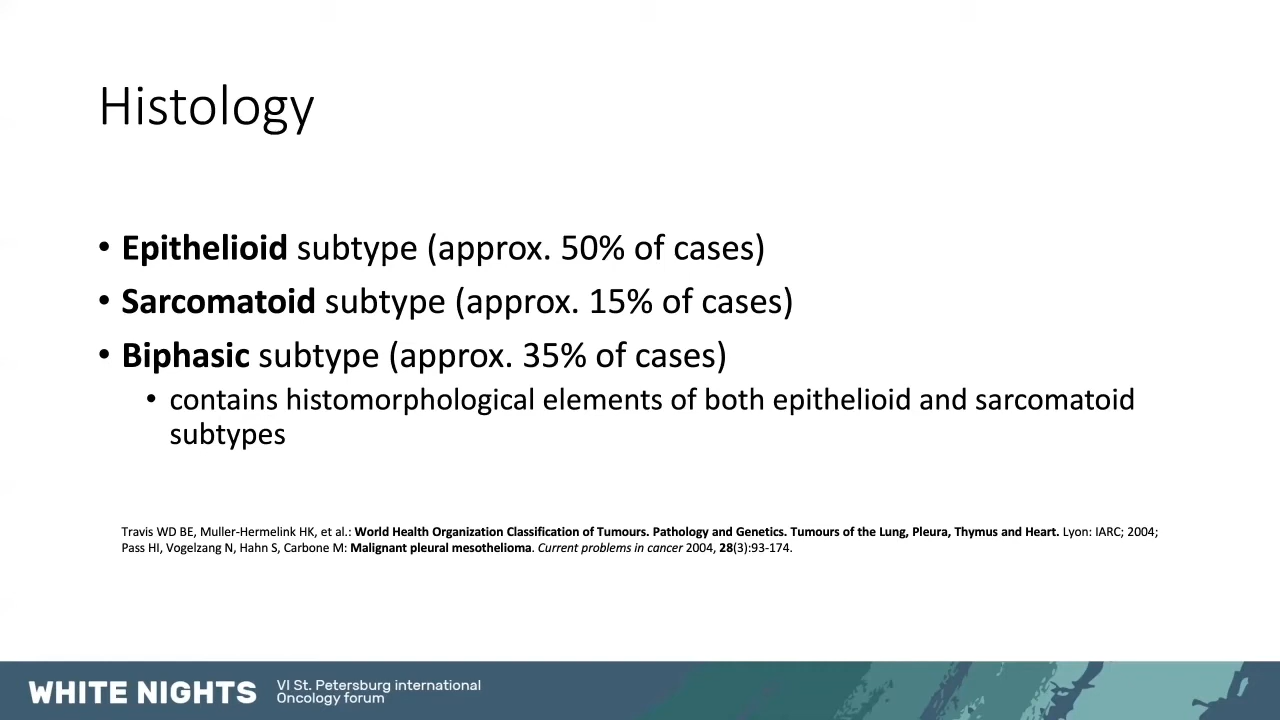 Histology
• Epithelioid subtype (approx. 50% of cases)
• Sarcomatoid subtype (approx. 15% of cases)
• Biphasic subtype (approx. 35% of cases)
• contains histomorphological elements of both epithelioid and sarcomatoid
subtypes
Travis WD BE, Muller-Hermelink HK, et al.: World Health Organization Classification of Tumours. Pathology and Genetics. Tumours of the Lung, Pleura, Thymus and Heart. Lyon: IARC; 2004;
Pass HI, Vogelzang N, Hahn S, Carbone M: Malignant pleural mesothelioma. Current problems in cancer 2004, 28(3):93-174.
WHITE NIGHTS
VI St. Petersburg international
Oncology forum